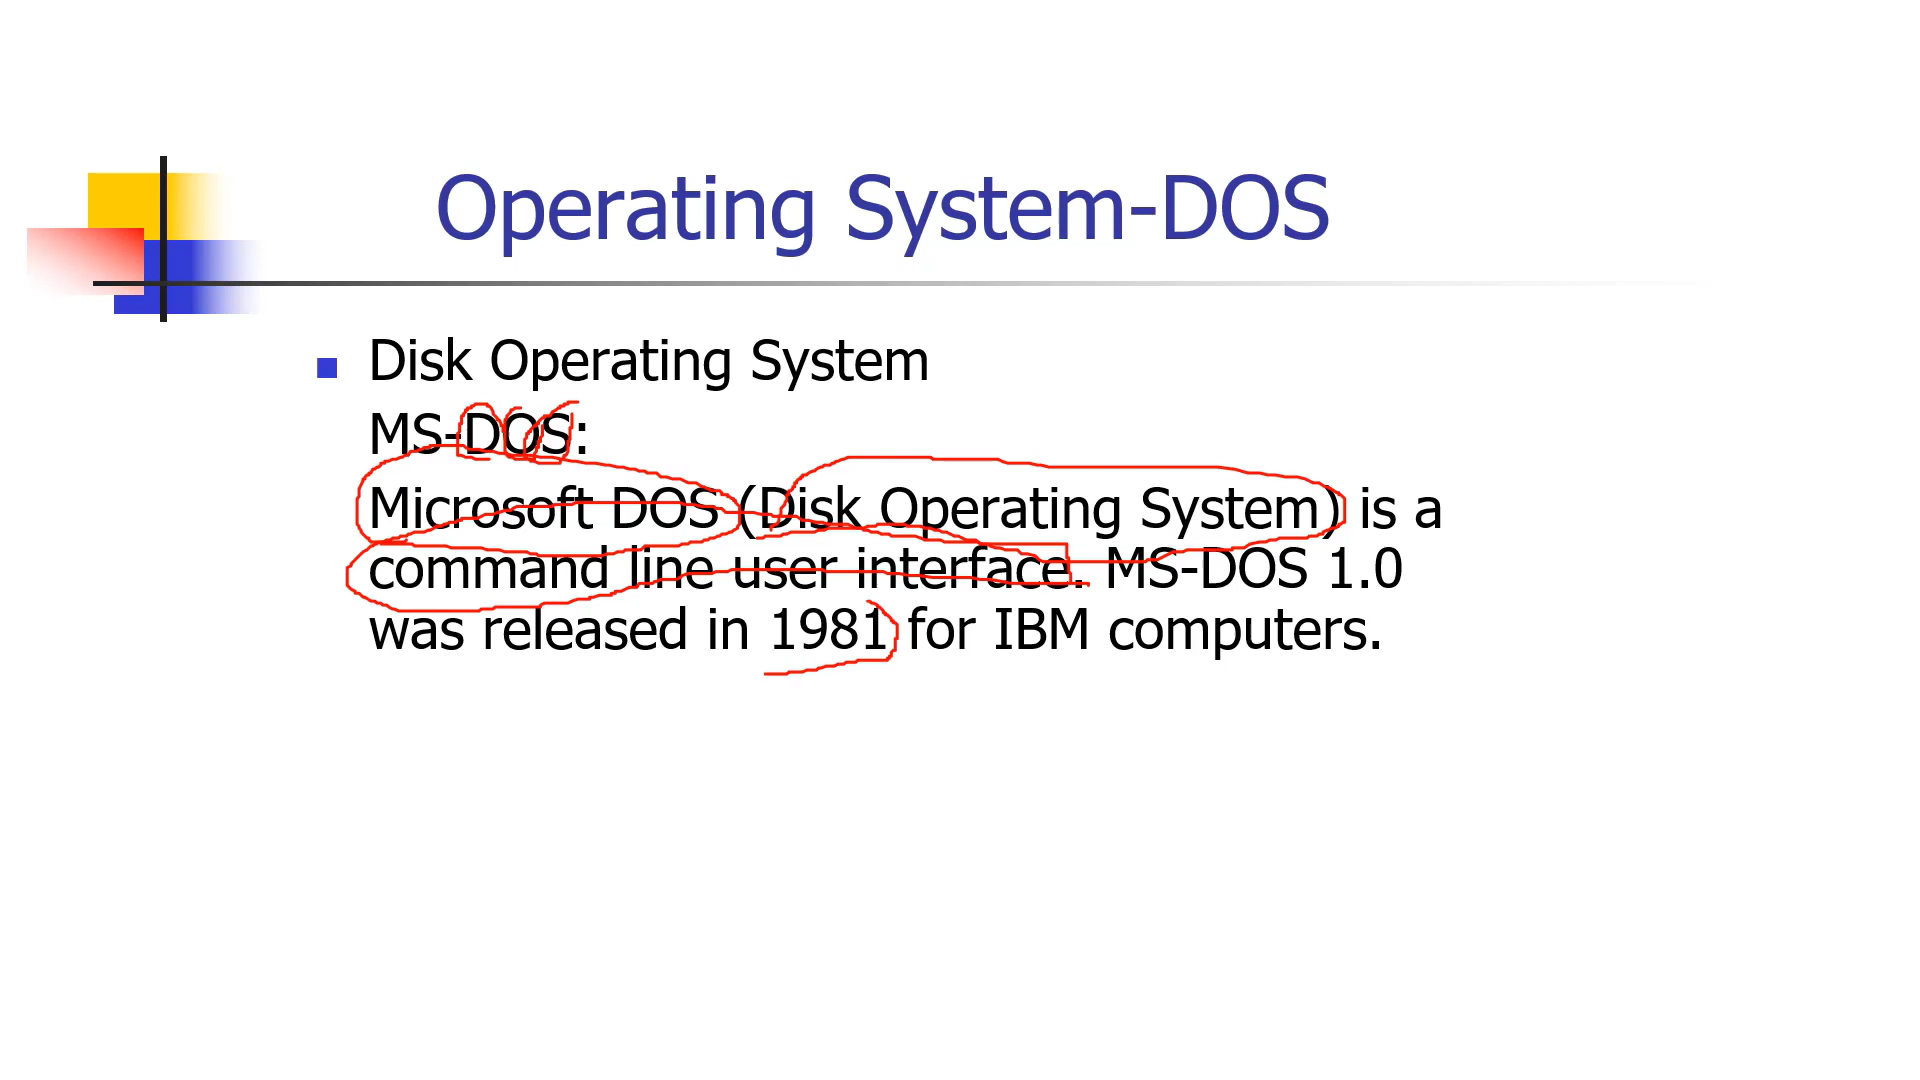 Operating System-DOS
Disk Operating System
MS-DOS:
Microsoft DOS (Disk Operating System) is a
command line user interface. MS-DOS 1.0
was released in 1981 for IBM computers.